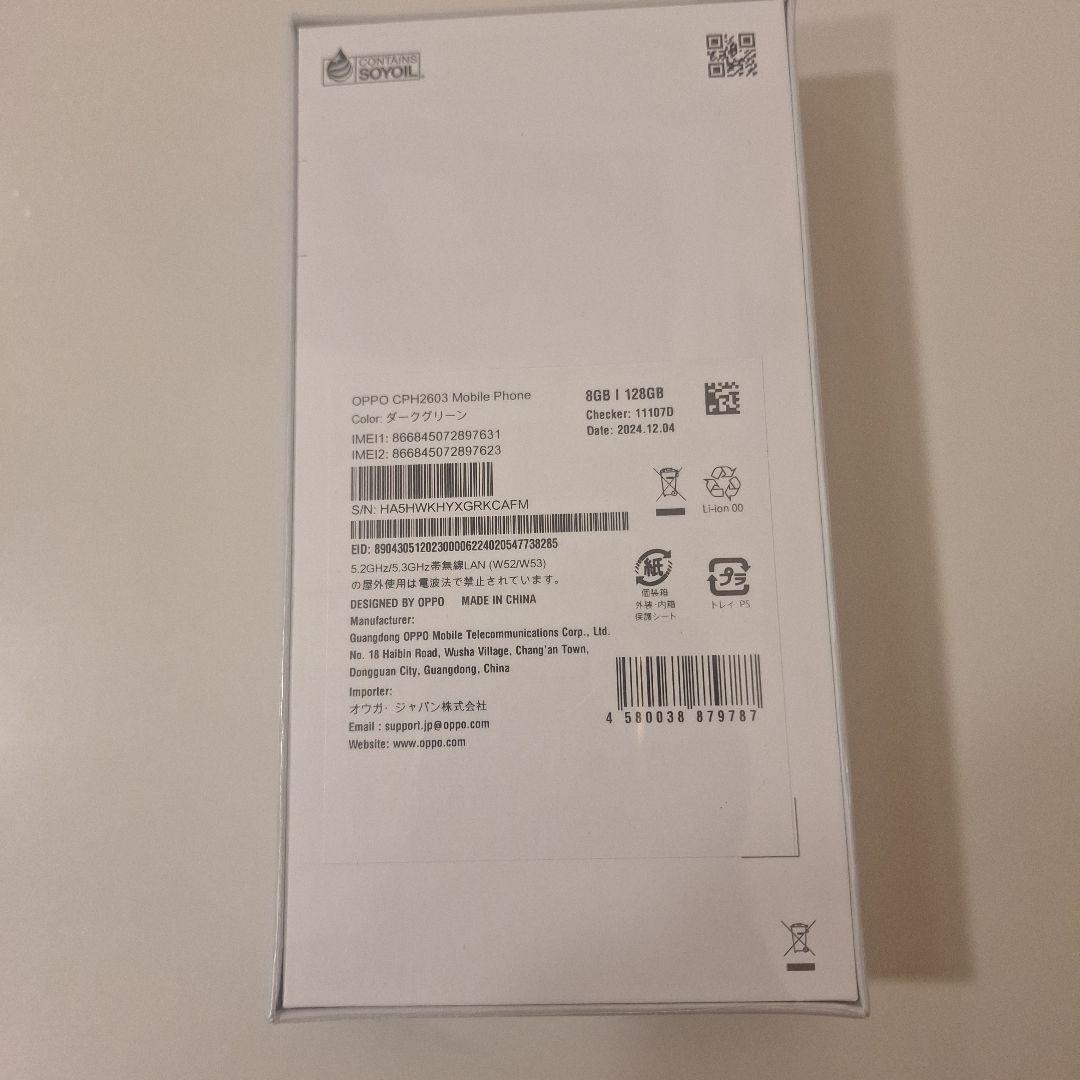 CONTAINS
SOYOIL
OPPO CPH2603 Mobile Phone
Color: ダークグリーン
IMEI1: 866845072897631
IMEI2: 866845072897623
8GB | 128GB
Checker: 11107D
Date: 2024.12.04
S/N: HA5HWKHYXGRKCAFM
EID: 89043051202300006224020547738285
5.2GHz/5.3GHz帯無線LAN (W52/W53)
の屋外使用は電波法で禁止されています。
DESIGNED BY OPPO MADE IN CHINA
Manufacturer:
Guangdong OPPO Mobile Telecommunications Corp., Ltd.
No. 18 Haibin Road, Wusha Village, Chang'an Town,
Dongguan City, Guangdong, China
Importer:
オウガ・ジャパン株式会社
Email : support.jp@oppo.com
Website: www.oppo.com
Li-ion 00
紙
個装箱
外装・内箱
保護シート
プラ
トレイ PS
4 580038 879787